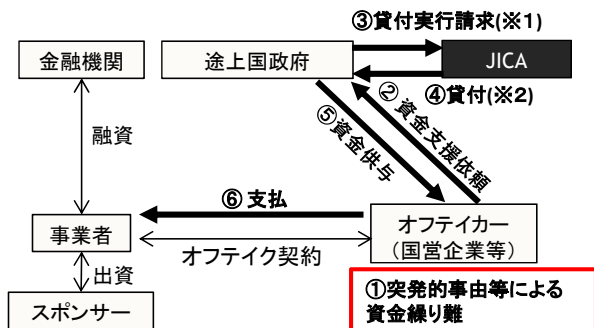 ③貸付実行請求(※1)
金融機関
途上国政府
JICA
④貸付(※2)
②資金支援依頼
⑤資金供与
融資
⑥支払
事業者
オフテイク契約
オフテイカー
（国営企業等）
出資
スポンサー
①突発的事由等による
資金繰り難